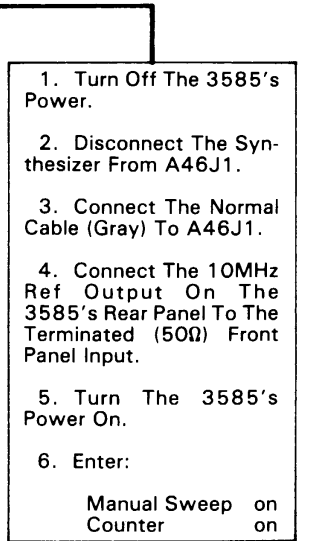 1. Turn Off The 3585's
Power.
2. Disconnect The Syn-
thesizer From A46J1.
3. Connect The Normal
Cable (Gray) To A46J1.
4. Connect The 10MHz
Ref Output On The
3585's Rear Panel To The
Terminated (50Ω) Front
Panel Input.
5. Turn The 3585's
Power On.
6. Enter:
Manual Sweep on
Counter on